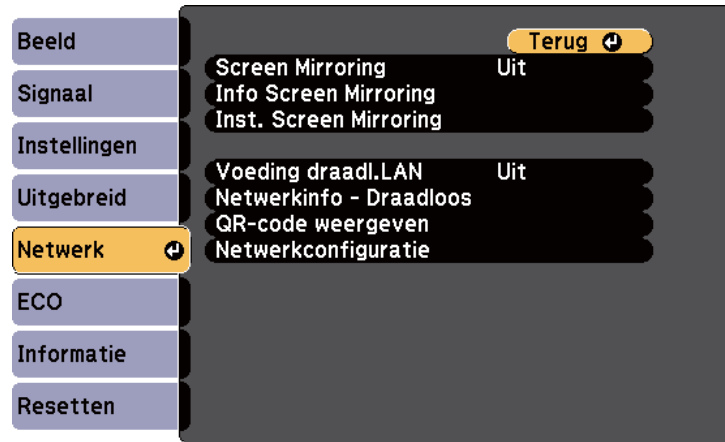 Beeld
Signaal
Instellingen
Uitgebreid
Netwerk
ECO
Informatie
Resetten
Terug
Screen Mirroring Uit
Info Screen Mirroring
Inst. Screen Mirroring
Voeding draadl.LAN Uit
Netwerkinfo - Draadloos
QR-code weergeven
Netwerkconfiguratie